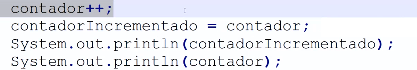 contador++;
contadorIncrementado = contador;
System.out.println(contadorIncrementado);
System.out.println(contador);